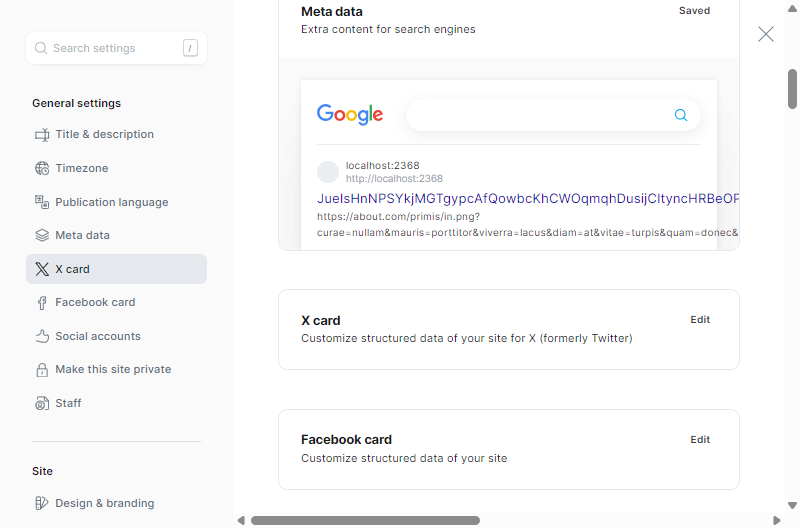 Search settings
/
General settings
Title & description
Timezone
Publication language
Meta data
X card
Facebook card
Social accounts
Make this site private
Staff
Site
Design & branding
Meta data
Saved
Extra content for search engines
Google
localhost:2368
http://localhost:2368
https://about.com/primis/in.png?
curae=nullam&mauris=porttitor&viverra=lacus&diam=at&vitae=turpis&quam=donec&
X card
Edit
Customize structured data of your site for X (formerly Twitter)
Facebook card
Edit
Customize structured data of your site